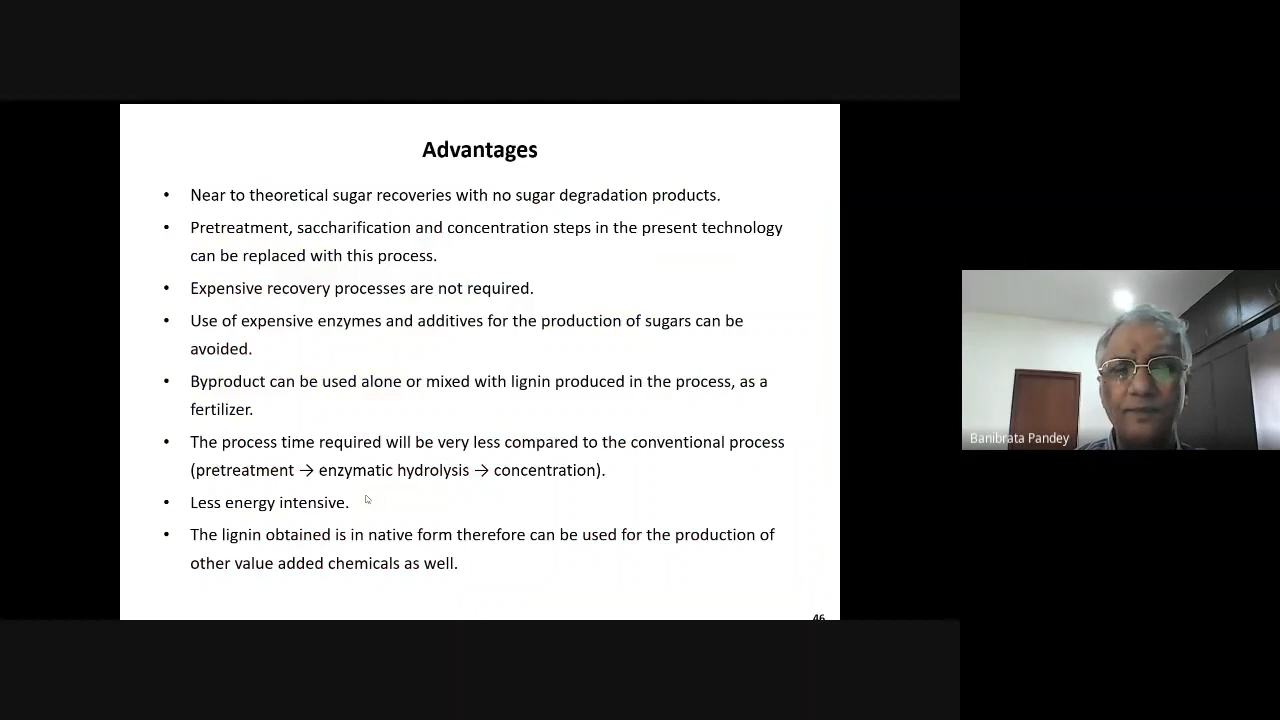 Advantages
• Near to theoretical sugar recoveries with no sugar degradation products.
• Pretreatment, saccharification and concentration steps in the present technology
can be replaced with this process.
• Expensive recovery processes are not required.
• Use of expensive enzymes and additives for the production of sugars can be
avoided.
• Byproduct can be used alone or mixed with lignin produced in the process, as a
fertilizer.
• The process time required will be very less compared to the conventional process
(pretreatment → enzymatic hydrolysis → concentration).
• Less energy intensive.
• The lignin obtained is in native form therefore can be used for the production of
other value added chemicals as well.
46
Banibrata Pandey